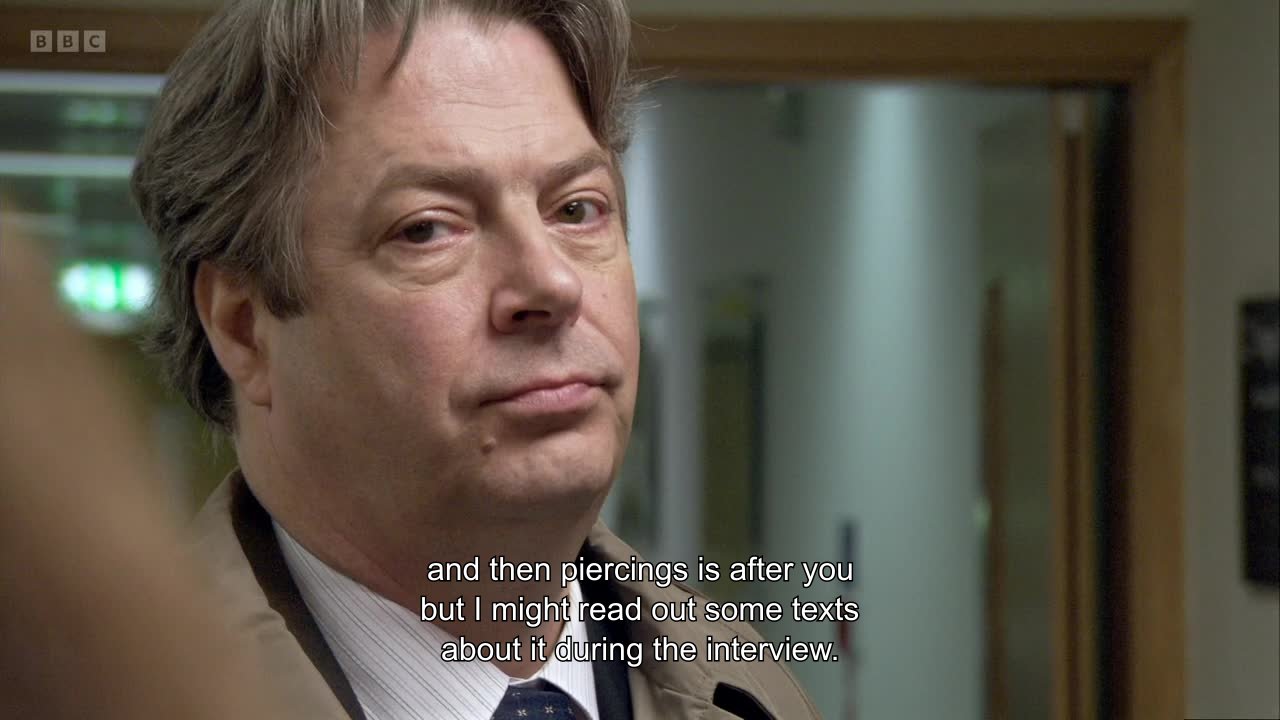 BBC
and then piercings is after you
but I might read out some texts
about it during the interview.